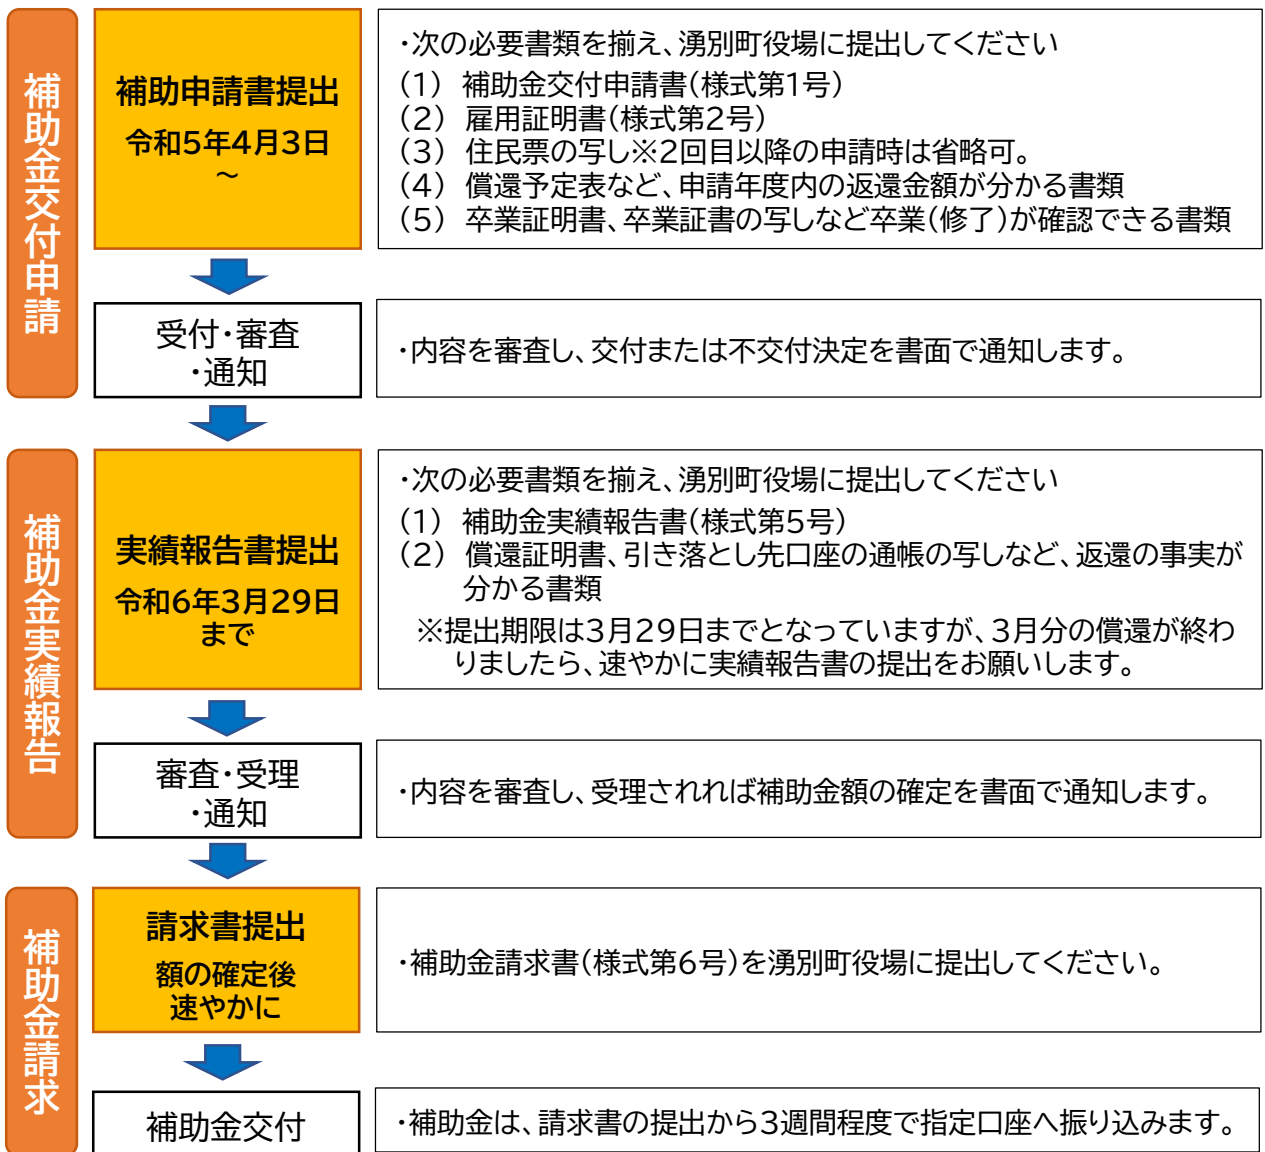 補助金交付申請
補助申請書提出
令和5年4月3日
～
・次の必要書類を揃え、湧別町役場に提出してください
(1) 補助金交付申請書(様式第1号)
(2) 雇用証明書(様式第2号)
(3) 住民票の写し※2回目以降の申請時は省略可。
(4) 償還予定表など、申請年度内の返還金額が分かる書類
(5) 卒業証明書、卒業証書の写しなど卒業(修了)が確認できる書類
受付・審査
・通知
・内容を審査し、交付または不交付決定を書面で通知します。
補助金実績報告
実績報告書提出
令和6年3月29日
まで
・次の必要書類を揃え、湧別町役場に提出してください
(1) 補助金実績報告書(様式第5号)
(2) 償還証明書、引き落とし先口座の通帳の写しなど、返還の事実が
分かる書類
※提出期限は3月29日までとなっていますが、3月分の償還が終わ
りましたら、速やかに実績報告書の提出をお願いします。
審査・受理
・通知
・内容を審査し、受理されれば補助金額の確定を書面で通知します。
補助金請求
請求書提出
額の確定後
速やかに
・補助金請求書(様式第6号)を湧別町役場に提出してください。
補助金交付
・補助金は、請求書の提出から3週間程度で指定口座へ振り込みます。